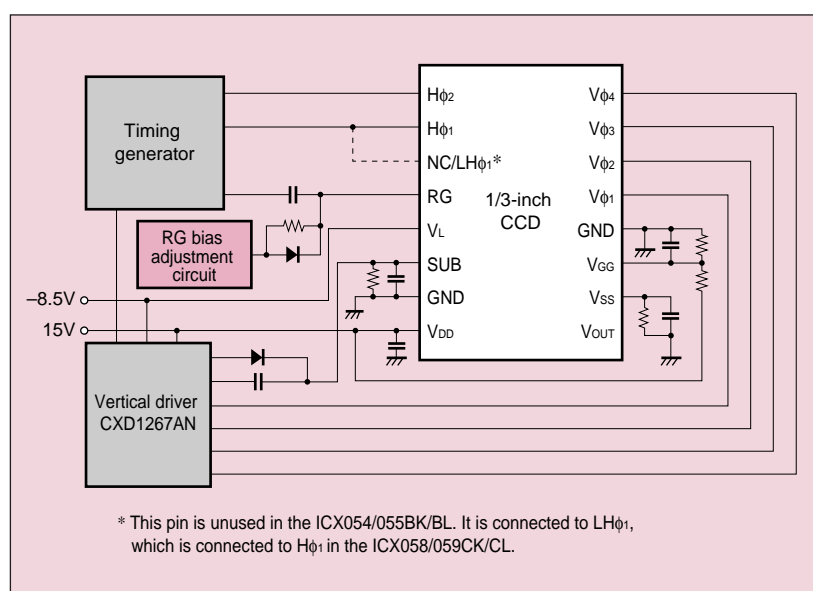 Timing
generator
RG bias
adjustment
circuit
–8.5V
15V
Vertical driver
CXD1267AN
Hϕ2
Hϕ1
NC/LHϕ1*
RG
VL
SUB
GND
VDD
1/3-inch
CCD
Vϕ4
Vϕ3
Vϕ2
Vϕ1
GND
VGG
VSS
VOUT
* This pin is unused in the ICX054/055BK/BL. It is connected to LHϕ1,
which is connected to Hϕ1 in the ICX058/059CK/CL.